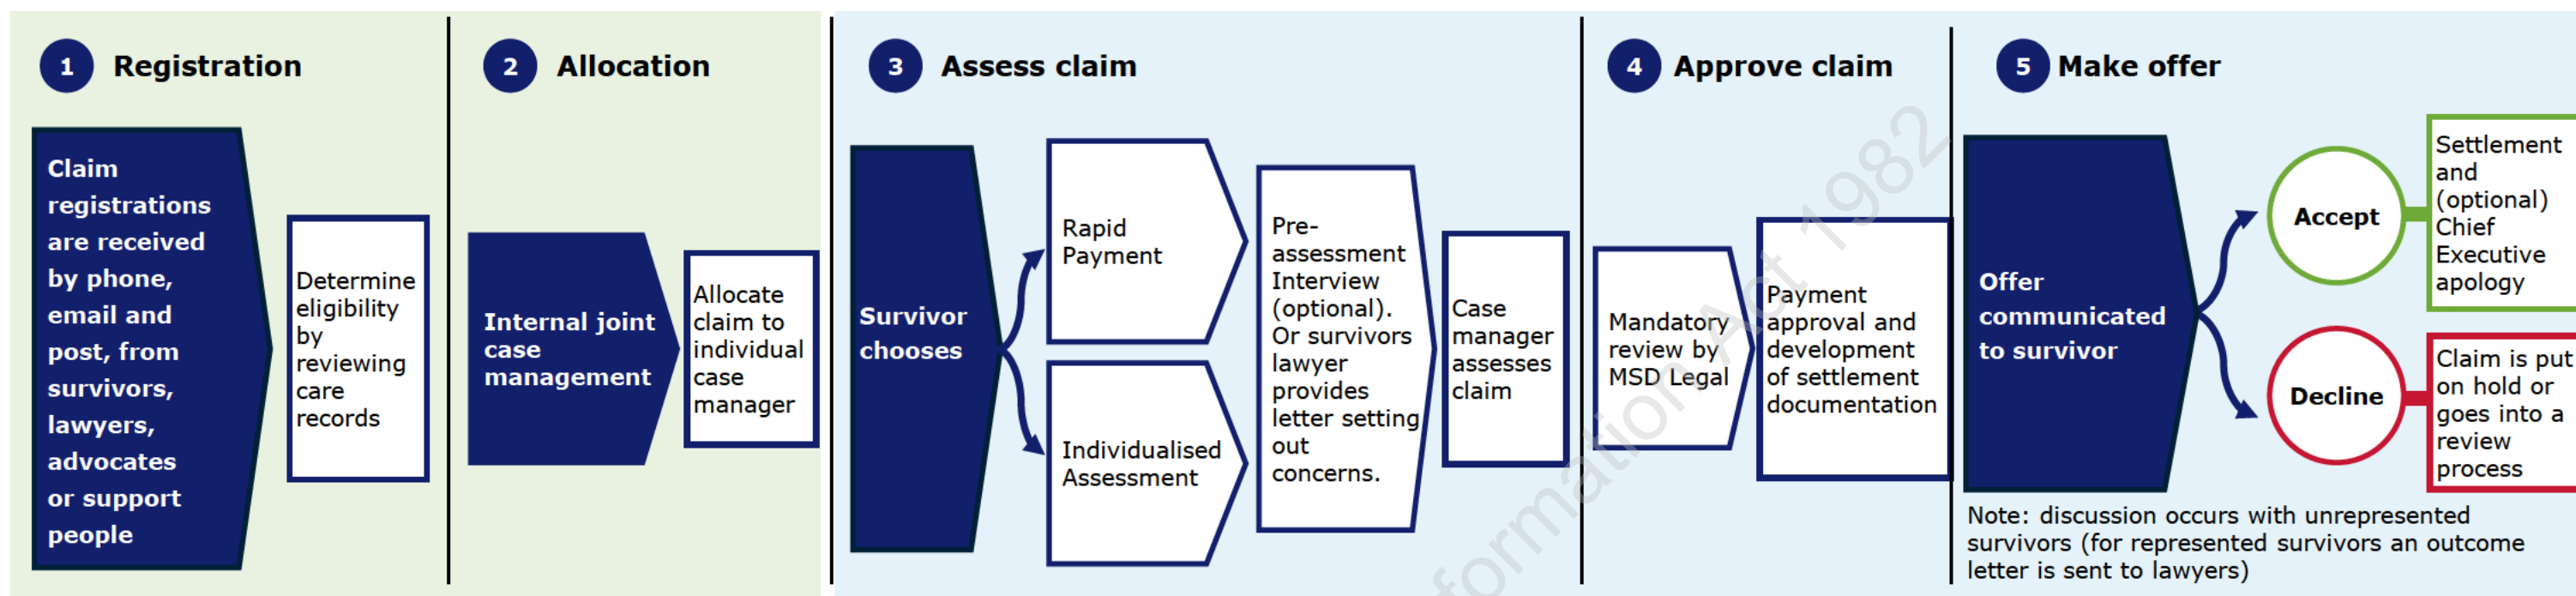 1 Registration
Claim
registrations
are received
by phone,
email and
post, from
survivors,
lawyers,
advocates
or support
people
Determine
eligibility
by
reviewing
care
records
2 Allocation
Internal joint
case
management
Allocate
claim to
individual
case
manager
3 Assess claim
Survivor
chooses
Rapid
Payment
Individualised
Assessment
Pre-
assessment
Interview
(optional).
Or survivors
lawyer
provides
letter setting
out
concerns.
Case
manager
assesses
claim
4 Approve claim
Mandatory
review by
MSD Legal
Payment
approval and
development
of settlement
documentation
5 Make offer
Offer
communicated
to survivor
Accept
Settlement
and
(optional)
Chief
Executive
apology
Decline
Claim is put
on hold or
goes into a
review
process
Note: discussion occurs with unrepresented
survivors (for represented survivors an outcome
letter is sent to lawyers)
formation Act 1982